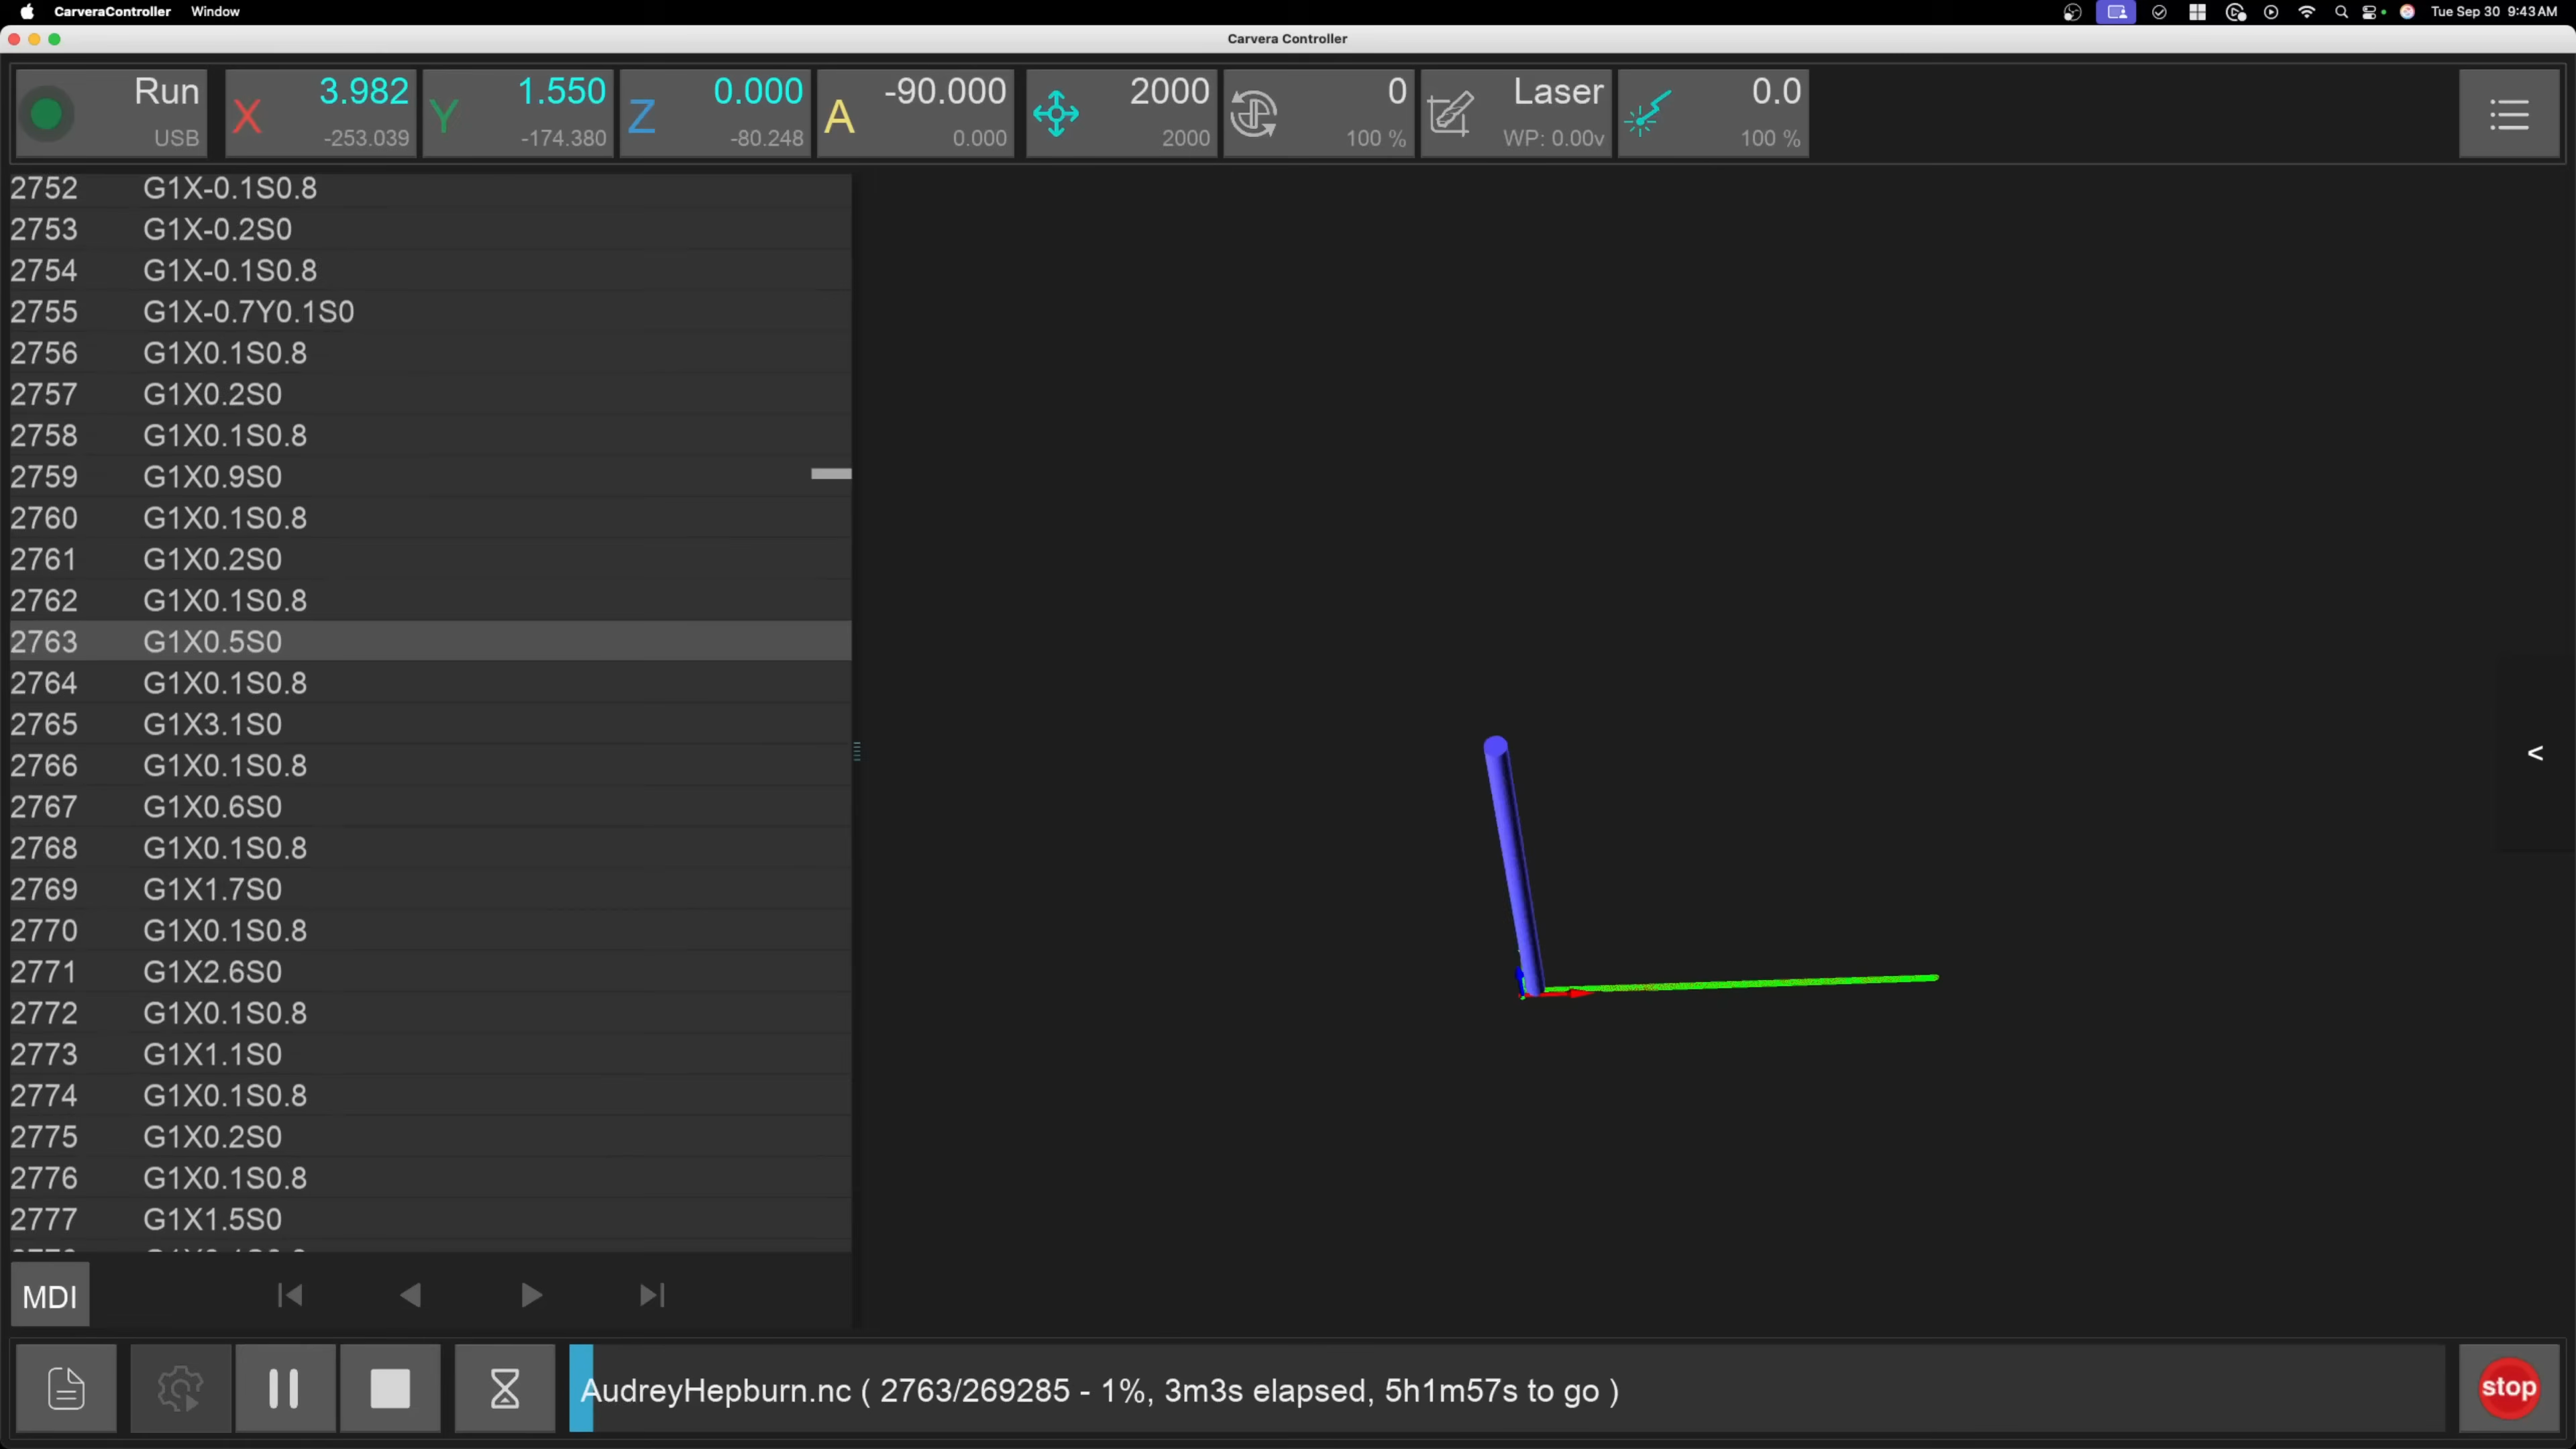 CarveraController Window Tue Sep 30 9:43 AM
Carvera Controller
Run X 3.982 Y 1.550 Z 0.000 A -90.000 2000 0 Laser 0.0
USB -253.039 -174.380 -80.248 0.000 2000 100 % WP: 0.00v 100 %
2752 G1X-0.1S0.8
2753 G1X-0.2S0
2754 G1X-0.1S0.8
2755 G1X-0.7Y0.1S0
2756 G1X0.1S0.8
2757 G1X0.2S0
2758 G1X0.1S0.8
2759 G1X0.9S0
2760 G1X0.1S0.8
2761 G1X0.2S0
2762 G1X0.1S0.8
2763 G1X0.5S0
2764 G1X0.1S0.8
2765 G1X3.1S0
2766 G1X0.1S0.8
2767 G1X0.6S0
2768 G1X0.1S0.8
2769 G1X1.7S0
2770 G1X0.1S0.8
2771 G1X2.6S0
2772 G1X0.1S0.8
2773 G1X1.1S0
2774 G1X0.1S0.8
2775 G1X0.2S0
2776 G1X0.1S0.8
2777 G1X1.5S0
<
MDI
AudreyHepburn.nc ( 2763/269285 - 1%, 3m3s elapsed, 5h1m57s to go )
stop